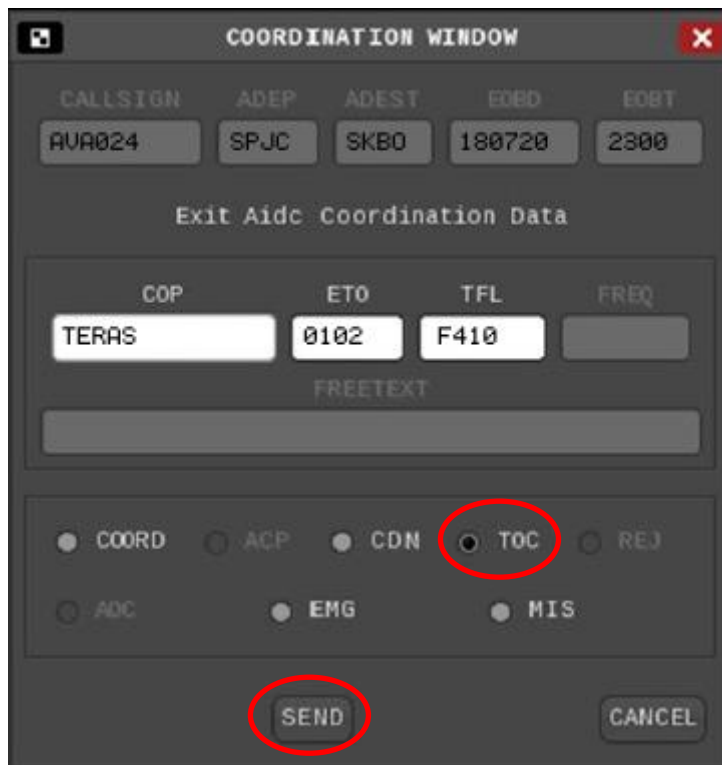 COORDINATION WINDOW
CALLSIGN ADEP ADEST EOBD EOBT
AVA024 SPJC SKBO 180720 2300
Exit Aidc Coordination Data
COP ETO TFL FREQ
TERAS 0102 F410
FREETEXT
COORD ACP CDN TOC REJ
AOC EMG MIS
SEND CANCEL